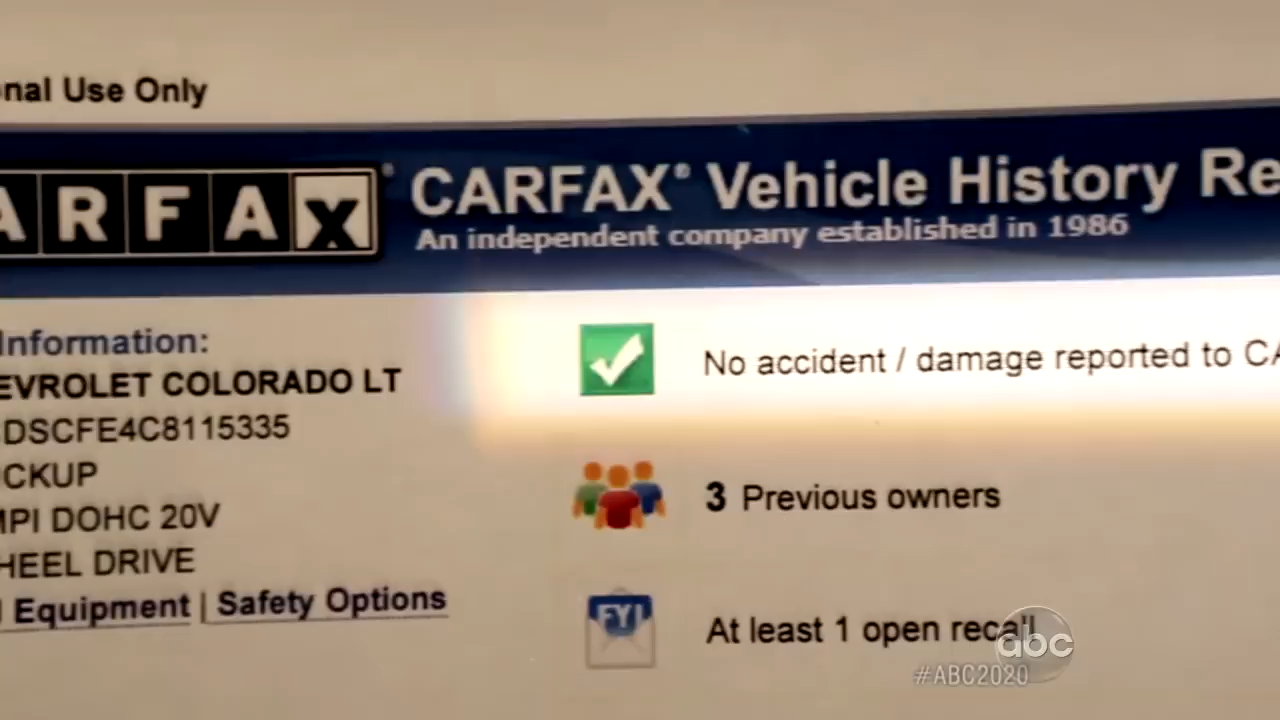 nal Use Only
ARFAX
CARFAX® Vehicle History Re
An independent company established in 1986
Information:
EVROLET COLORADO LT
DSCFE4C8115335
CKUP
MPI DOHC 20V
HEEL DRIVE
Equipment | Safety Options
No accident / damage reported to CA
3 Previous owners
FYI
At least 1 open recall
abc
#ABC2020